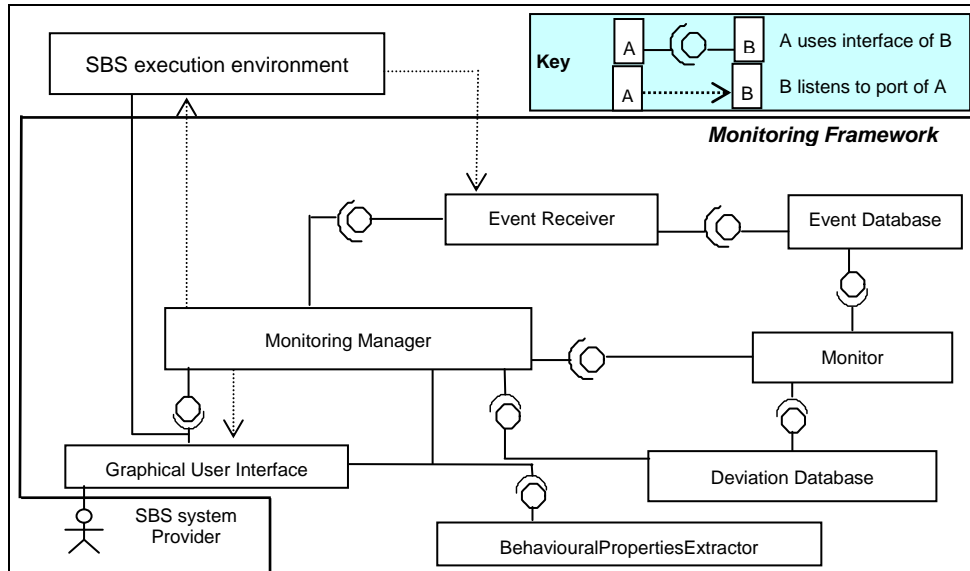 SBS execution environment
Key
A
B
A uses interface of B
A
B
B listens to port of A
Monitoring Framework
Event Receiver
Event Database
Monitoring Manager
Monitor
Graphical User Interface
Deviation Database
SBS system
Provider
BehaviouralPropertiesExtractor